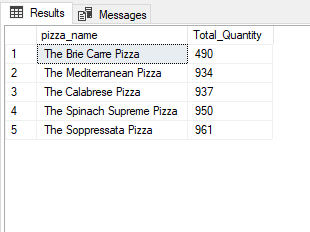 Results Messages
pizza_name Total_Quantity
1 The Brie Carre Pizza 490
2 The Mediterranean Pizza 934
3 The Calabrese Pizza 937
4 The Spinach Supreme Pizza 950
5 The Soppressata Pizza 961